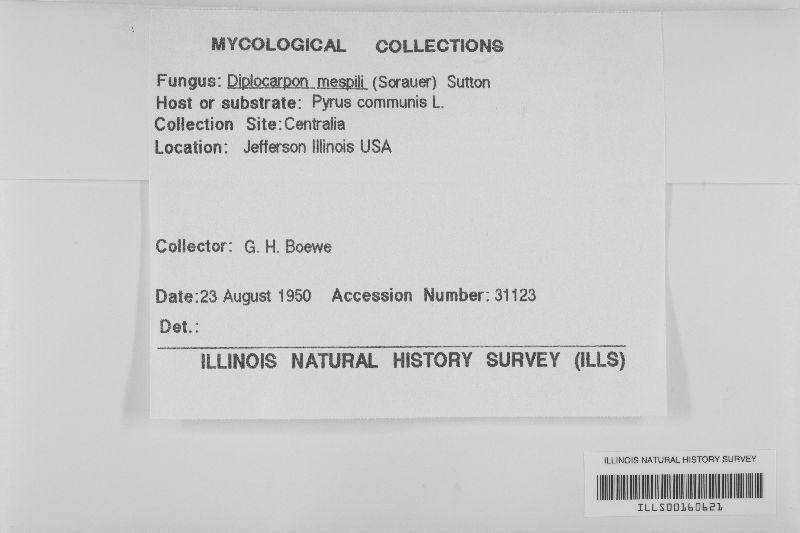 MYCOLOGICAL COLLECTIONS
Fungus: Diplocarpon mespili (Sorauer) Sutton
Host or substrate: Pyrus communis L.
Collection Site: Centralia
Location: Jefferson Illinois USA
Collector: G. H. Boewe
Date: 23 August 1950 Accession Number: 31123
Det.:
ILLINOIS NATURAL HISTORY SURVEY (ILLS)
ILLINOIS NATURAL HISTORY SURVEY
ILLS00160621